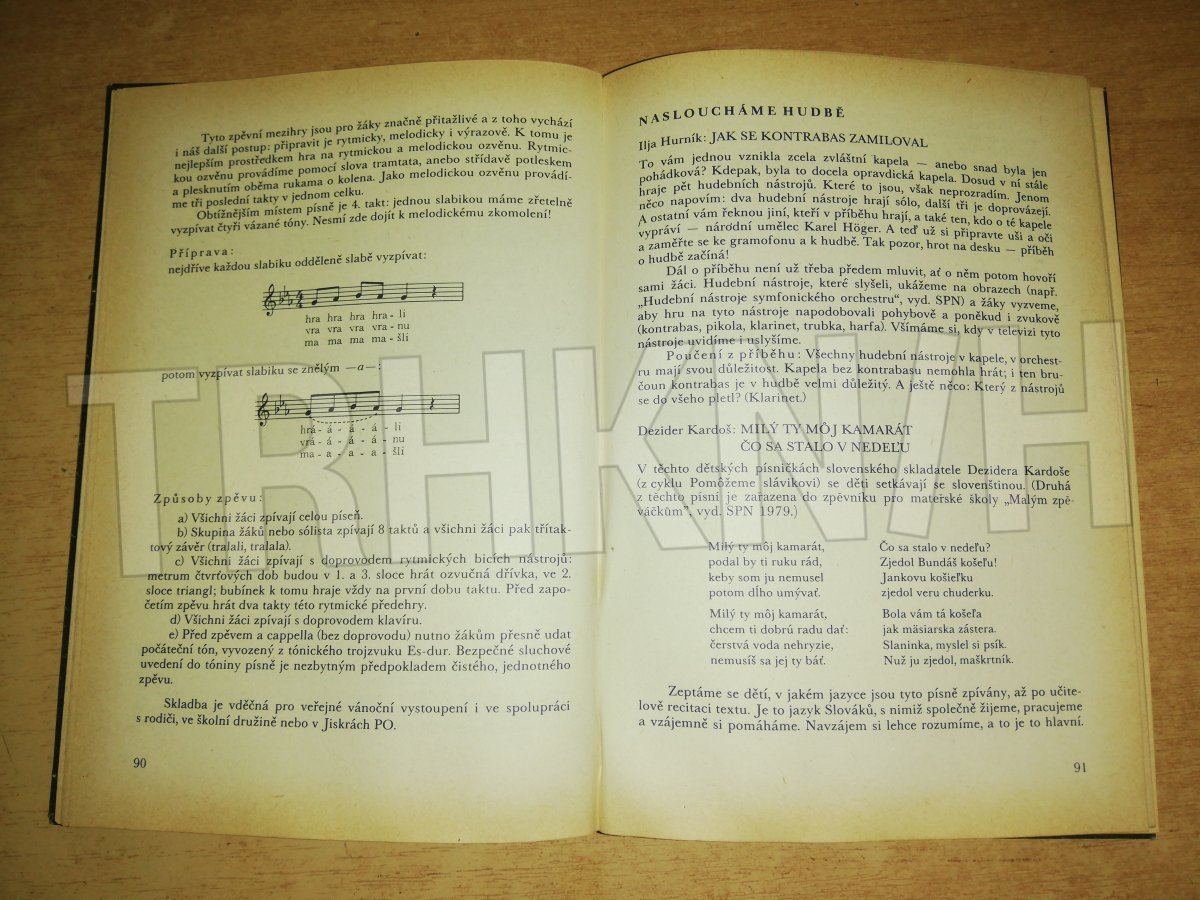 Tyto zpěvní mezihry jsou pro žáky značně přitažlivé a z toho vychází
i náš další postup: připravit je rytmicky, melodicky i výrazově. K tomu je
nejlepším prostředkem hra na rytmickou a melodickou ozvěnu. Rytmic-
kou ozvěnu provádíme pomocí slova tramtata, anebo střídavě potleskem
a plesknutím oběma rukama o kolena. Jako melodickou ozvěnu provádí-
me tři poslední takty v jednom celku.
Obtížnějším místem písně je 4. takt: jednou slabikou máme zřetelně
vyzpívat čtyři vázané tóny. Nesmí zde dojít k melodickému zkomolení!
Příprava:
nejdříve každou slabiku odděleně slabě vyzpívat:
hra hra hra hra - li
vra vra vra vra - nu
ma ma ma ma - šli
potom vyzpívat slabiku se znělým —a—:
hrá - á - á - á - li
vrá - á - á - á - nu
ma - a - a - a - šli
Způsoby zpěvu:
a) Všichni žáci zpívají celou píseň.
b) Skupina žáků nebo sólista zpívají 8 taktů a všichni žáci pak třítak-
tový závěr (tralali, tralala).
c) Všichni žáci zpívají s doprovodem rytmických bicích nástrojů:
metrum čtvrťových dob budou v 1. a 3. sloce hrát ozvučná dřívka, ve 2.
sloce triangl; bubínek k tomu hraje vždy na první dobu taktu. Před zapo-
četím zpěvu hrát dva takty této rytmické předehry.
d) Všichni žáci zpívají s doprovodem klavíru.
e) Před zpěvem a cappella (bez doprovodu) nutno žákům přesně udat
počáteční tón, vyvozený z tónického trojzvuku Es-dur. Bezpečné sluchové
uvedení do tóniny písně je nezbytným předpokladem čistého, jednotného
zpěvu.
Skladba je vděčná pro veřejné vánoční vystoupení i ve spolupráci
s rodiči, ve školní družině nebo v Jiskrách PO.
90
NASLOUCHÁME HUDBĚ
Ilja Hurník: JAK SE KONTRABAS ZAMILOVAL
To vám jednou vznikla zcela zvláštní kapela — anebo snad byla jen
pohádková? Kdepak, byla to docela opravdická kapela. Dosud v ní stále
hraje pět hudebních nástrojů. Které to jsou, však neprozradím. Jenom
něco napovím: dva hudební nástroje hrají sólo, další tři je doprovázejí.
A ostatní vám řeknou jiní, kteří v příběhu hrají, a také ten, kdo o té kapele
vypráví — národní umělec Karel Höger. A teď už si připravte uši a oči
a zaměřte se ke gramofonu a k hudbě. Tak pozor, hrot na desku — příběh
o hudbě začíná!
Dál o příběhu není už třeba předem mluvit, ať o něm potom hovoří
sami žáci. Hudební nástroje, které slyšeli, ukážeme na obrazech (např.
„Hudební nástroje symfonického orchestru", vyd. SPN) a žáky vyzveme,
aby hru na tyto nástroje napodobovali pohybově a poněkud i zvukově
(kontrabas, pikola, klarinet, trubka, harfa). Všímáme si, kdy v televizi tyto
nástroje uvidíme i uslyšíme.
Poučení z příběhu: Všechny hudební nástroje v kapele, v orchest-
ru mají svou důležitost. Kapela bez kontrabasu nemohla hrát; i ten bru-
čoun kontrabas je v hudbě velmi důležitý. A ještě něco: Který z nástrojů
se do všeho pletl? (Klarinet.)
Dezider Kardoš: MILÝ TY MÔJ KAMARÁT
ČO SA STALO V NEDEĽU
V těchto dětských písničkách slovenského skladatele Dezidera Kardoše
(z cyklu Pomôžeme slávikovi) se děti setkávají se slovenštinou. (Druhá
z těchto písní je zařazena do zpěvníku pro mateřské školy „Malým zpě-
váčkům", vyd. SPN 1979.)
Milý ty môj kamarát,
podal by ti ruku rád,
keby som ju nemusel
potom dlho umývať.
Milý ty môj kamarát,
chcem ti dobrú radu dať:
čerstvá voda nehryzie,
nemusíš sa jej ty báť.
Čo sa stalo v nedeľu?
Zjedol Bundáš košeľu!
Jankovu košieľku
zjedol veru chuderku.
Bola vám tá košeľa
jak mäsiarska zástera.
Slaninka, myslel si psík.
Nuž ju zjedol, maškrtník.
Zeptáme se dětí, v jakém jazyce jsou tyto písně zpívány, až po učite-
lově recitaci textu. Je to jazyk Slováků, s nimiž společně žijeme, pracujeme
a vzájemně si pomáháme. Navzájem si lehce rozumíme, a to je to hlavní.
91